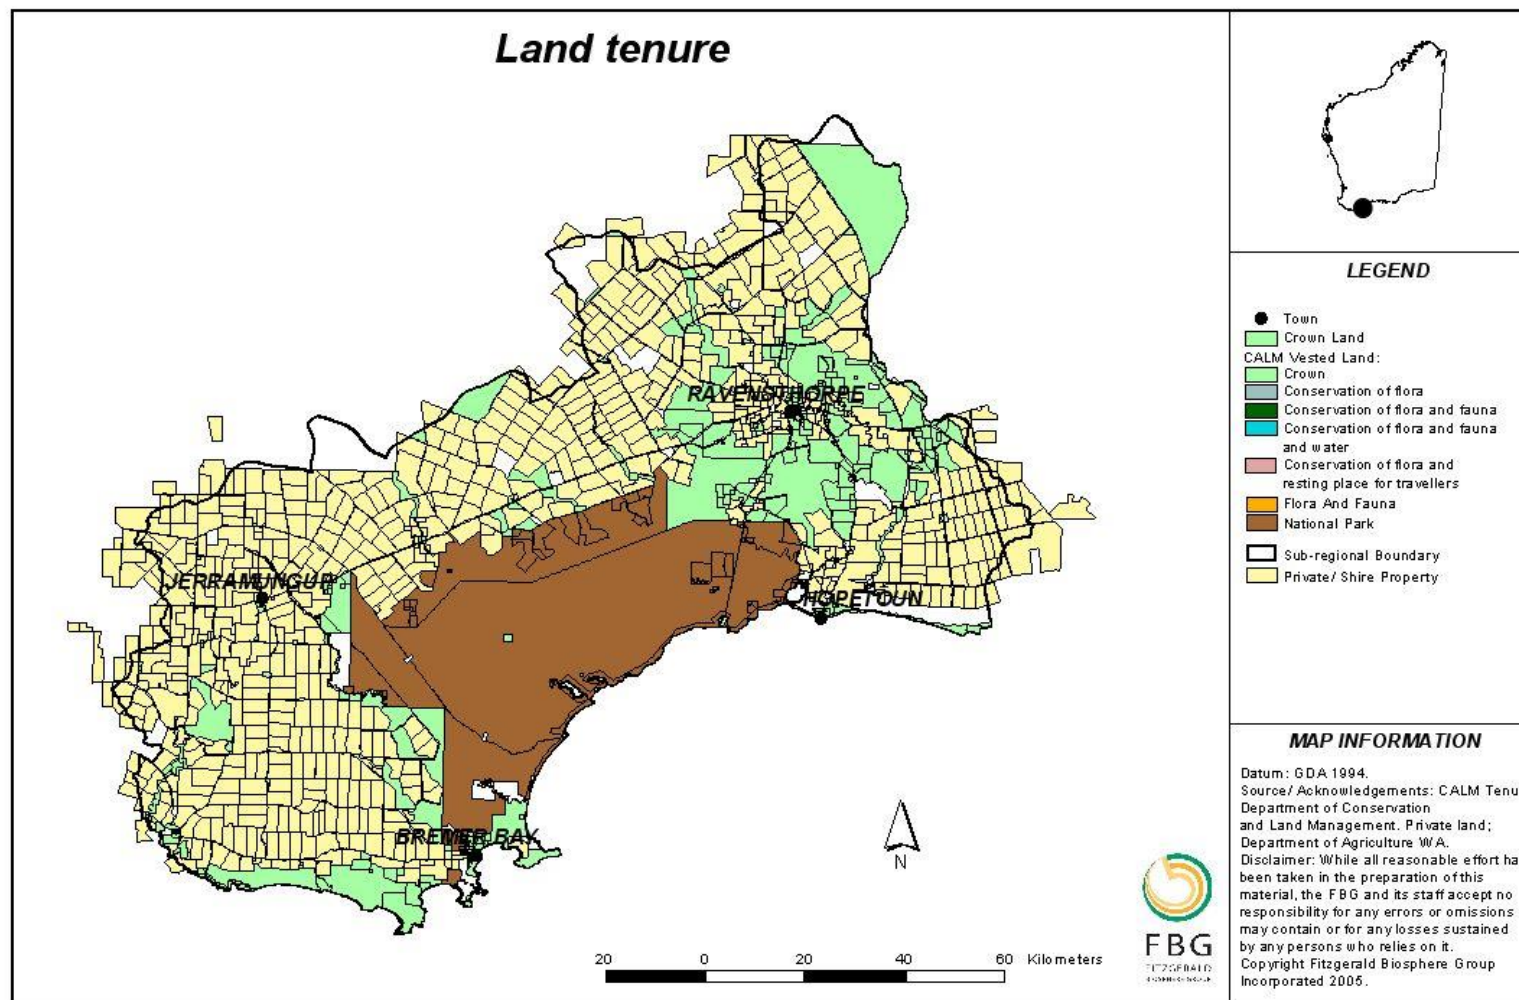 Land tenure
RAVENSTHORPE
JERRAMUNGUP
HOPETOUN
BREMER BAY
N
20 0 20 40 60 Kilometers
FBG
FITZGERALD
BIOSPHERE GROUP
LEGEND
Town
Crown Land
CALM Vested Land:
Crown
Conservation of flora
Conservation of flora and fauna
Conservation of flora and fauna
and water
Conservation of flora and
resting place for travellers
Flora And Fauna
National Park
Sub-regional Boundary
Private/ Shire Property
MAP INFORMATION
Datum: GDA 1994.
Source/ Acknowledgements: CALM Tenu
Department of Conservation
and Land Management. Private land;
Department of Agriculture WA.
Disclaimer: While all reasonable effort ha
been taken in the preparation of this
material, the FBG and its staff accept no
responsibility for any errors or omissions
may contain or for any losses sustained
by any persons who relies on it.
Copyright Fitzgerald Biosphere Group
Incorporated 2005.